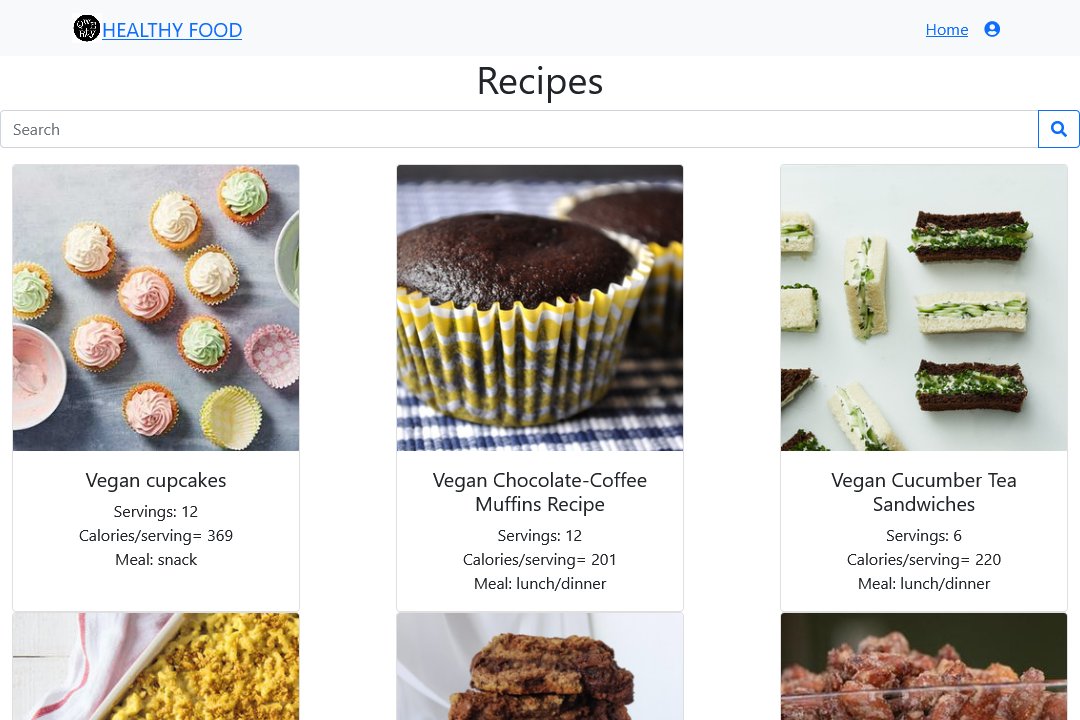 HEALTHY FOOD
Home
Recipes
Search
Vegan cupcakes
Servings: 12
Calories/serving= 369
Meal: snack
Vegan Chocolate-Coffee
Muffins Recipe
Servings: 12
Calories/serving= 201
Meal: lunch/dinner
Vegan Cucumber Tea
Sandwiches
Servings: 6
Calories/serving= 220
Meal: lunch/dinner